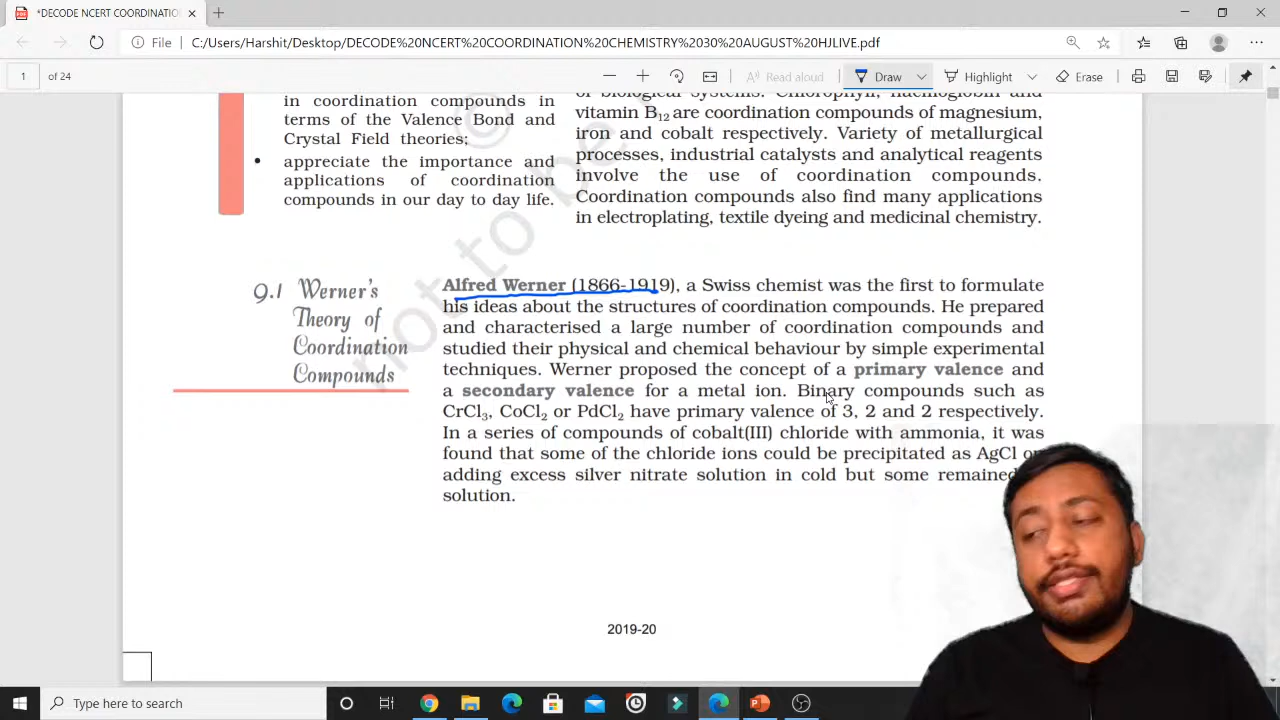 *DECODE NCERT COORDINATIO
File
C:/Users/Harshit/Desktop/DECODE%20NCERT%20COORDINATION%20CHEMISTRY%2030%20AUGUST%20HJLIVE.pdf
1 of 24
Read aloud
Draw
Highlight
Erase
in coordination compounds in
terms of the Valence Bond and
Crystal Field theories;
• appreciate the importance and
applications of coordination
compounds in our day to day life.
of biological systems. Chlorophyll, haemoglobin and
vitamin B12 are coordination compounds of magnesium,
iron and cobalt respectively. Variety of metallurgical
processes, industrial catalysts and analytical reagents
involve the use of coordination compounds.
Coordination compounds also find many applications
in electroplating, textile dyeing and medicinal chemistry.
© not to be
9.1 Werner's
Theory of
Coordination
Compounds
Alfred Werner (1866-1919), a Swiss chemist was the first to formulate
his ideas about the structures of coordination compounds. He prepared
and characterised a large number of coordination compounds and
studied their physical and chemical behaviour by simple experimental
techniques. Werner proposed the concept of a primary valence and
a secondary valence for a metal ion. Binary compounds such as
CrCl3, CoCl2 or PdCl2 have primary valence of 3, 2 and 2 respectively.
In a series of compounds of cobalt(III) chloride with ammonia, it was
found that some of the chloride ions could be precipitated as AgCl
adding excess silver nitrate solution in cold but some remained
solution.
2019-20
Type here to search